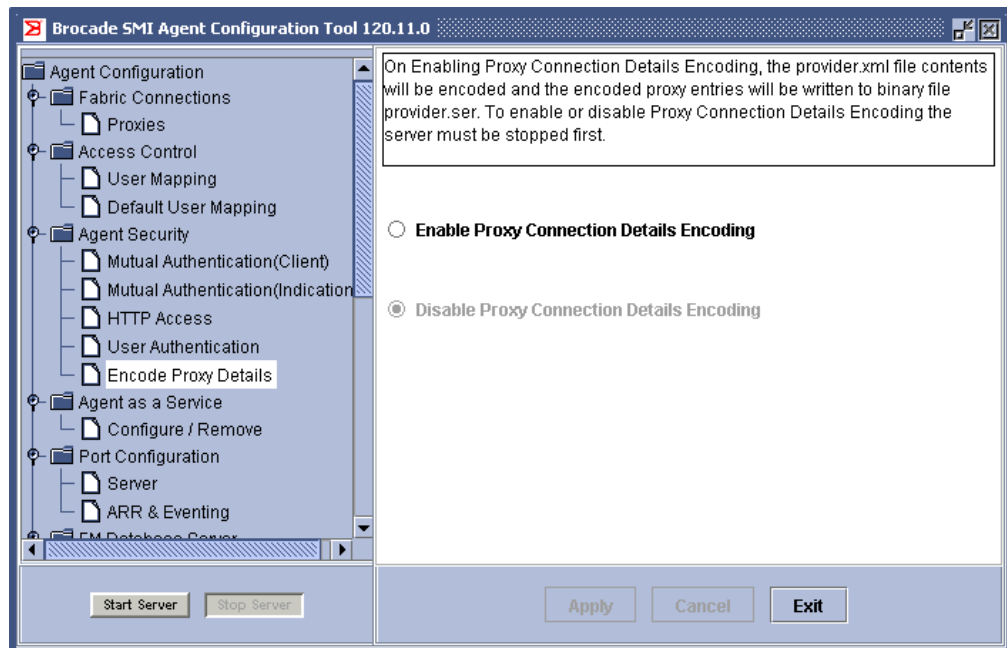 Brocade SMI Agent Configuration Tool 120.11.0
Agent Configuration
Fabric Connections
Proxies
Access Control
User Mapping
Default User Mapping
Agent Security
Mutual Authentication(Client)
Mutual Authentication(Indication
HTTP Access
User Authentication
Encode Proxy Details
Agent as a Service
Configure / Remove
Port Configuration
Server
ARR & Eventing
Start Server
Stop Server
On Enabling Proxy Connection Details Encoding, the provider.xml file contents
will be encoded and the encoded proxy entries will be written to binary file
provider.ser. To enable or disable Proxy Connection Details Encoding the
server must be stopped first.
Enable Proxy Connection Details Encoding
Disable Proxy Connection Details Encoding
Apply
Cancel
Exit